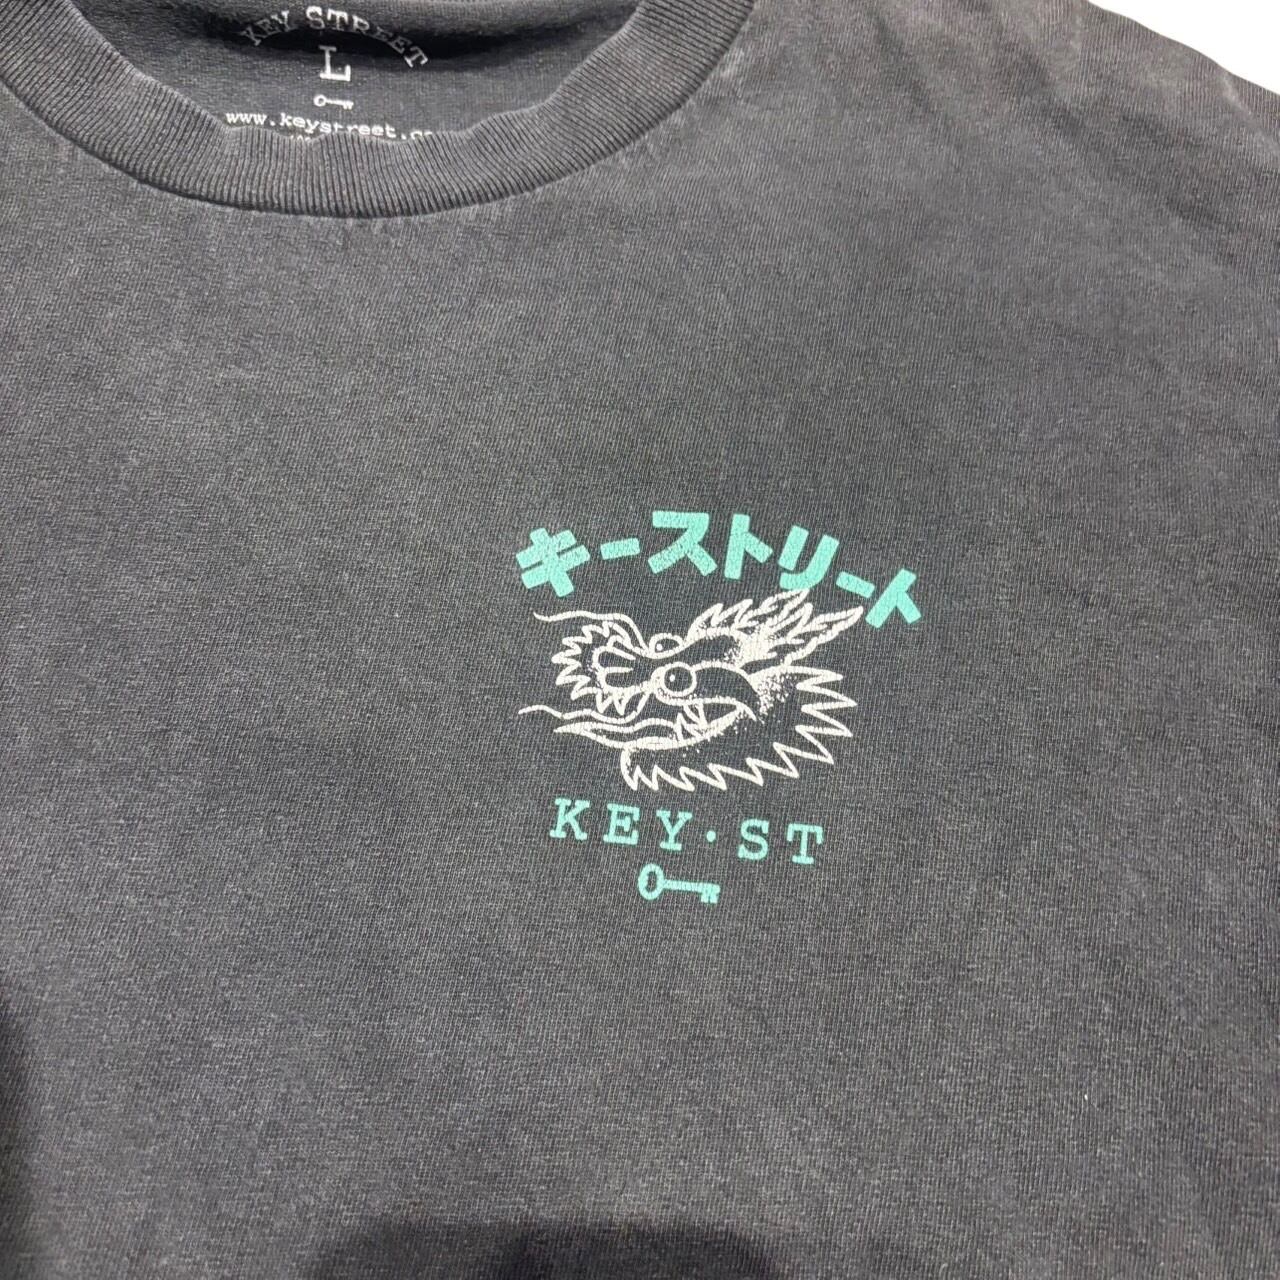 KEY STREET
L
www.keystreet.co
キーストリート
KEY·ST